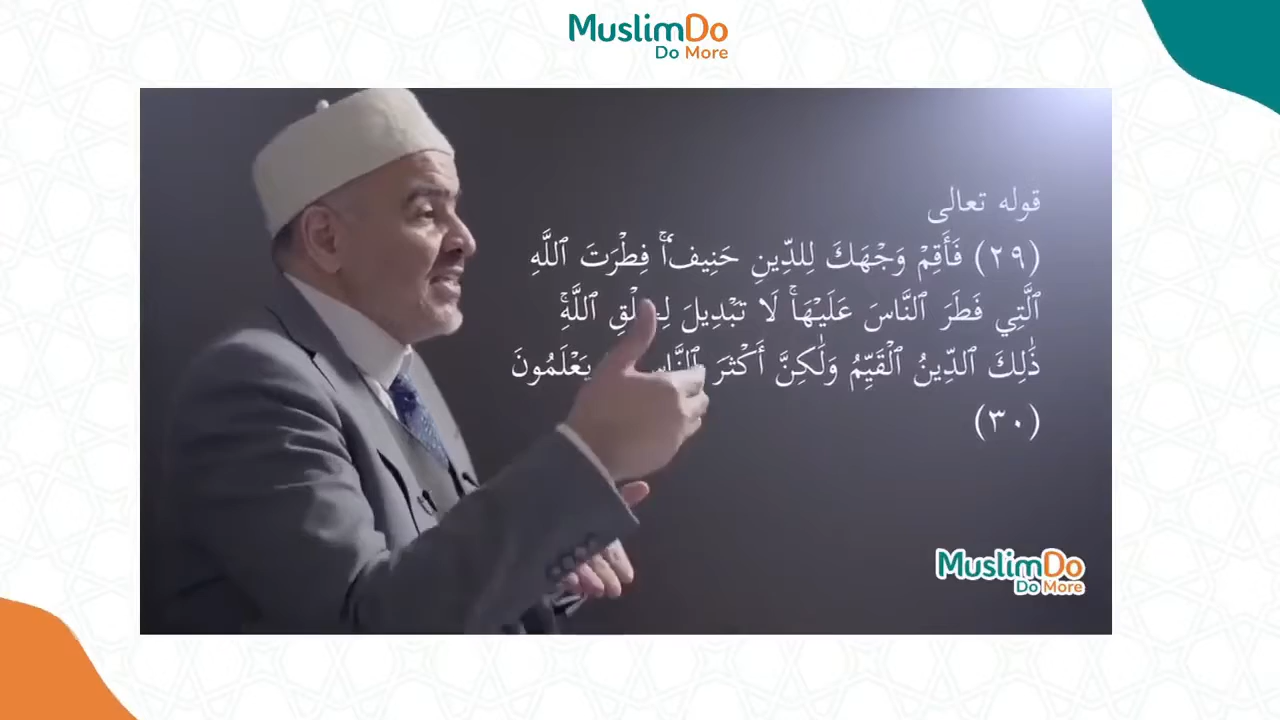 MuslimDo
Do More
قوله تعالى
(٢٩) فَأَقِمْ وَجْهَكَ لِلدِّينِ حَنِيفٗاۚ فِطْرَتَ ٱللَّهِ
ٱلَّتِي فَطَرَ ٱلنَّاسَ عَلَيْهَاۚ لَا تَبْدِيلَ ٱللَّهِۚ
ذَٰلِكَ ٱلدِّينُ ٱلْقَيِّمُ وَلَٰكِنَّ أَكْثَرَ يَعْلَمُونَ
(٣٠)
MuslimDo
Do More